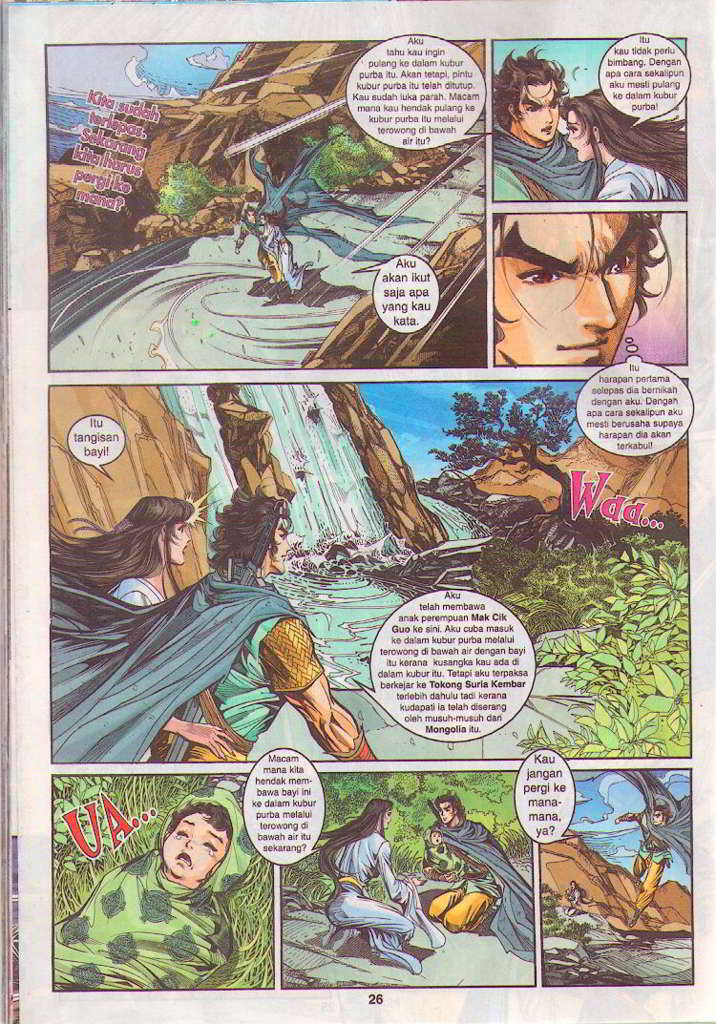 Kita sudah
terlepas.
Sekarang
kita harus
pergi ke
mana?
Aku
tahu kau ingin
pulang ke dalam kubur
purba itu. Akan tetapi, pintu
kubur purba itu telah ditutup.
Kau sudah luka parah. Macam
mana kau hendak pulang ke
kubur purba itu melalui
terowong di bawah
air itu?
Aku
akan ikut
saja apa
yang kau
kata.
Itu
kau tidak perlu
bimbang. Dengan
apa cara sekalipun
Aku mesti pulang
ke dalam kubur
purba!
Itu
harapan pertama
selepas dia bernikah
dengan aku. Dengah
apa cara sekalipun aku
mesti berusaha supaya
harapan dia akan
terkabul!
Itu
tangisan
bayi!
Waa...
Aku
telah membawa
anak perempuan Mak Cik
Guo ke sini. Aku cuba masuk
ke dalam kubur purba melalui
terowong di bawah air waktu
itu kerana kusangka kau ada di
dalam kubur itu. Tetapi aku terpaksa
berkejar ke Tokong Suria Kembar
terlebih dahulu tadi kerana
kudapati ia telah diserang
oleh musuh-musuh dari
Mongolia itu.
UA...
Macam
mana kita
hendak mem-
bawa bayi ini
ke dalam kubur
purba melalui
terowong di
bawah air itu
sekarang?
Kau
jangan
pergi ke
mana-
mana,
ya?
26